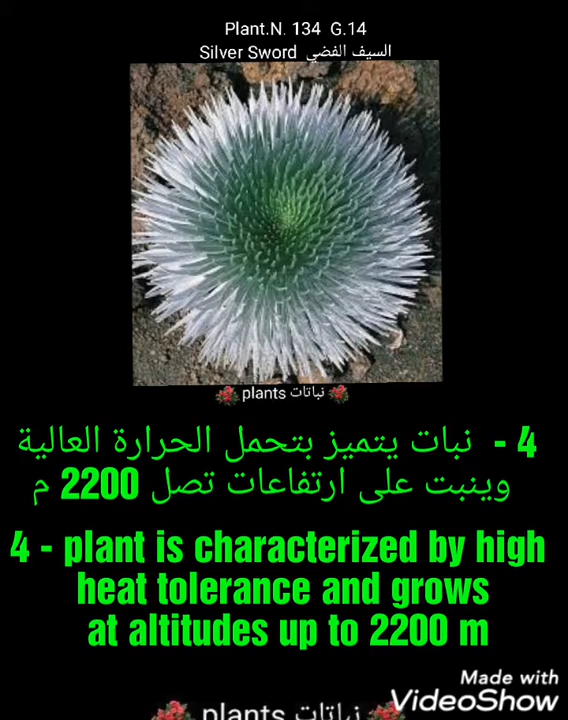 Plant.N. 134 G.14
Silver Sword السيف الفضي
plants نباتات
4 - نبات يتميز بتحمل الحرارة العالية
وينبت على ارتفاعات تصل 2200 م
4 - plant is characterized by high
heat tolerance and grows
at altitudes up to 2200 m
Made with
VideoShow
plants نباتات